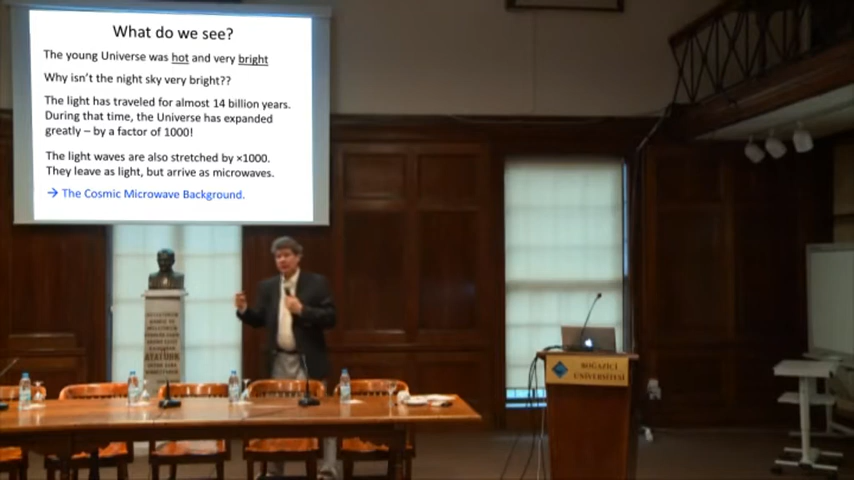 What do we see?
The young Universe was hot and very bright
Why isn't the night sky very bright??
The light has traveled for almost 14 billion years.
During that time, the Universe has expanded
greatly – by a factor of 1000!
The light waves are also stretched by ×1000.
They leave as light, but arrive as microwaves.
→ The Cosmic Microwave Background.
ATATÜRK
BOĞAZİÇİ
ÜNİVERSİTESİ